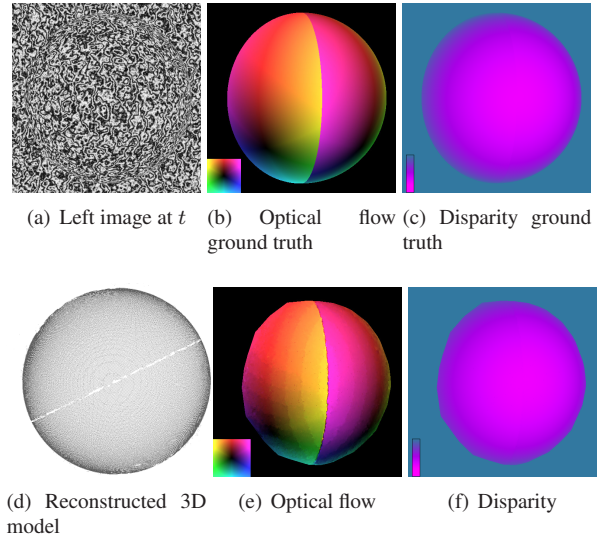 (a) Left image at t
(b) Optical flow
ground truth
(c) Disparity ground
truth
(d) Reconstructed 3D
model
(e) Optical flow
(f) Disparity